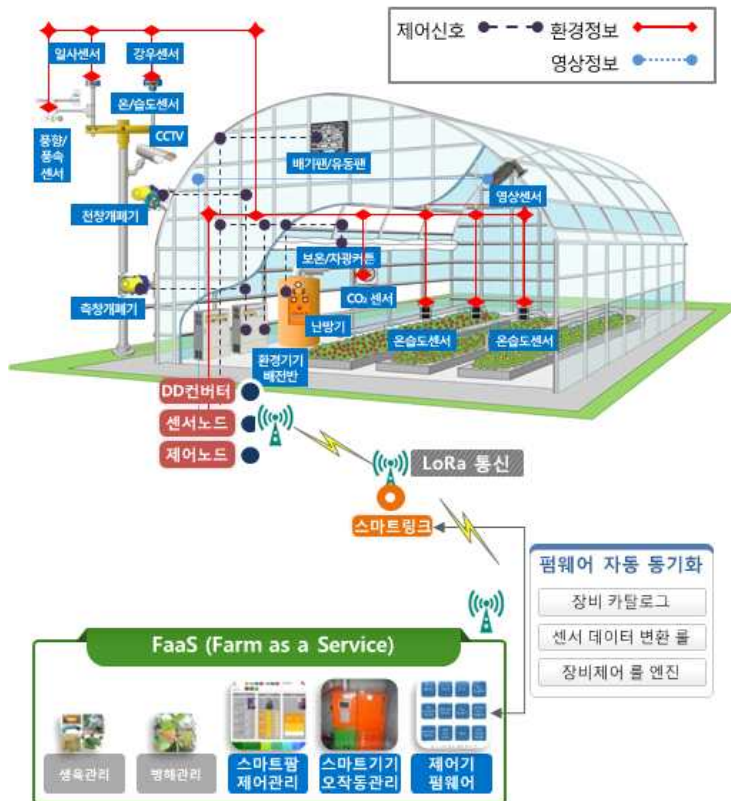 제어신호
환경정보
영상정보
일사센서
강우센서
온/습도센서
풍향/
풍속
센서
CCTV
배기팬/유동팬
영상센서
천창개폐기
보온/차광커튼
CO₂ 센서
측창개폐기
난방기
온습도센서
온습도센서
환경기기
배전반
DD컨버터
센서노드
제어노드
LoRa 통신
스마트링크
펌웨어 자동 동기화
장비 카탈로그
센서 데이터 변환 룰
장비제어 룰 엔진
FaaS (Farm as a Service)
생육관리
방해관리
스마트팜
제어관리
스마트기기
오작동관리
제어기
펌웨어